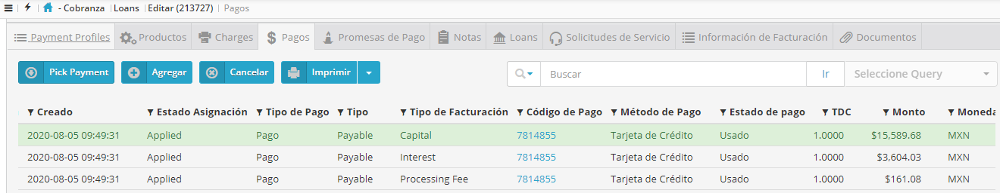 - Cobranza Loans Editar (213727) Pagos
Payment Profiles Productos Charges Pagos Promesas de Pago Notas Loans Solicitudes de Servicio Información de Facturación Documentos
Pick Payment Agregar Cancelar Imprimir Buscar Ir Seleccione Query
Creado Estado Asignación Tipo de Pago Tipo Tipo de Facturación Código de Pago Método de Pago Estado de pago TDC Monto Moneda
2020-08-05 09:49:31 Applied Pago Payable Capital 7814855 Tarjeta de Crédito Usado 1.0000 $15,589.68 MXN
2020-08-05 09:49:31 Applied Pago Payable Interest 7814855 Tarjeta de Crédito Usado 1.0000 $3,604.03 MXN
2020-08-05 09:49:31 Applied Pago Payable Processing Fee 7814855 Tarjeta de Crédito Usado 1.0000 $161.08 MXN